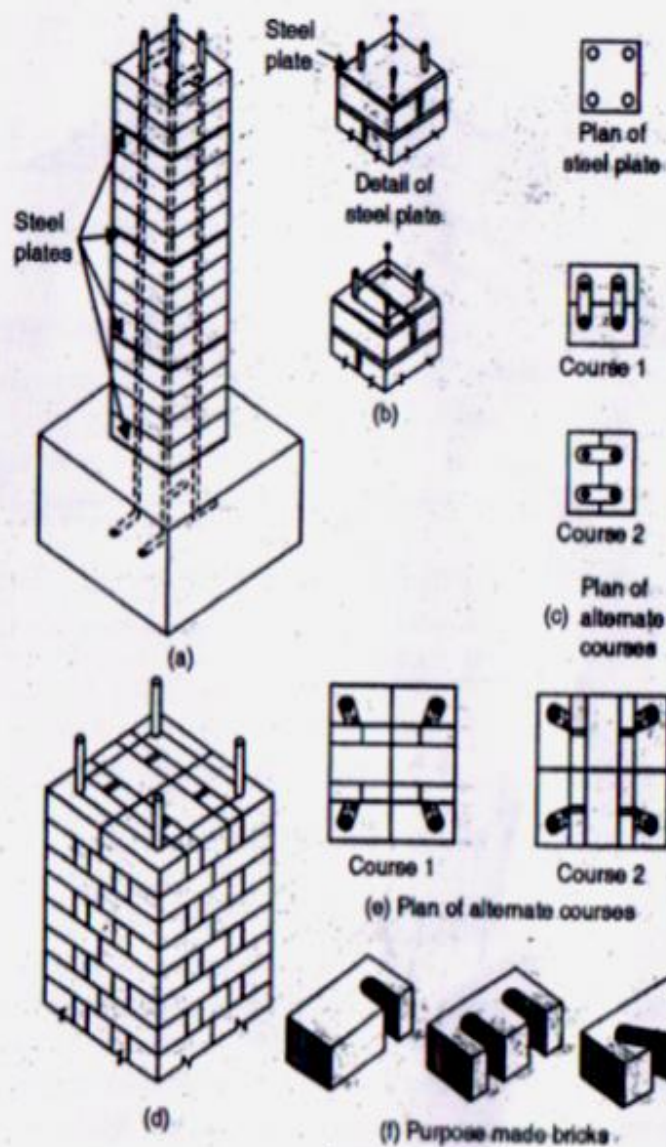 Steel
plate
Plan of
steel plate
Detail of
steel plate
Steel
plates
Course 1
(b)
Course 2
(c) Plan of
alternate
courses
(a)
Course 1
Course 2
(e) Plan of alternate courses
(d)
(f) Purpose made bricks